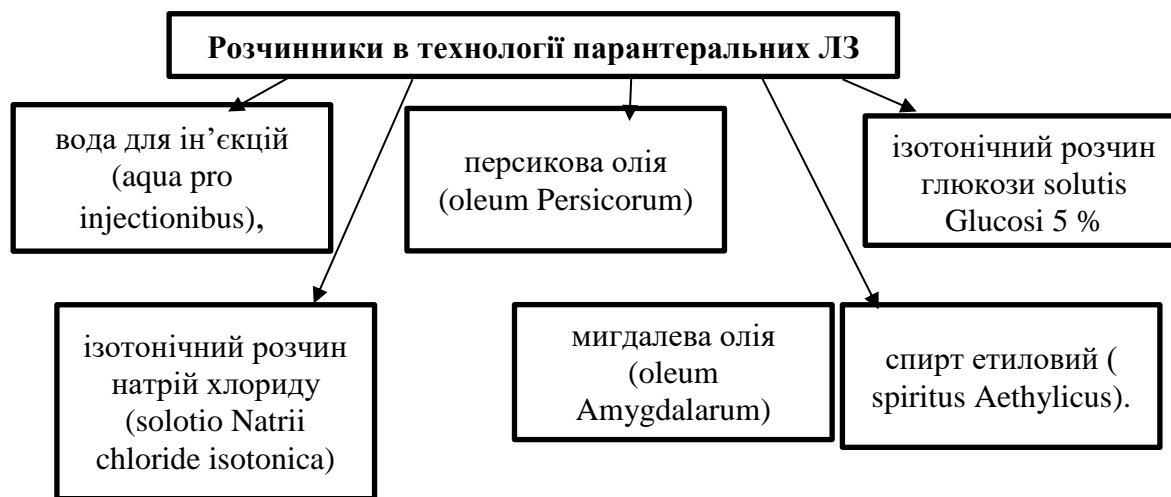 Розчинники в технології парантеральних ЛЗ
вода для ін’єкцій
(aqua pro
injectionibus),
персикова олія
(oleum Persicorum)
ізотонічний розчин
глюкози solutis
Glucosi 5 %
ізотонічний розчин
натрій хлориду
(solotio Natrii
chloride isotonica)
мигдалева олія
(oleum
Amygdalarum)
спирт етиловий (
spiritus Aethylicus).